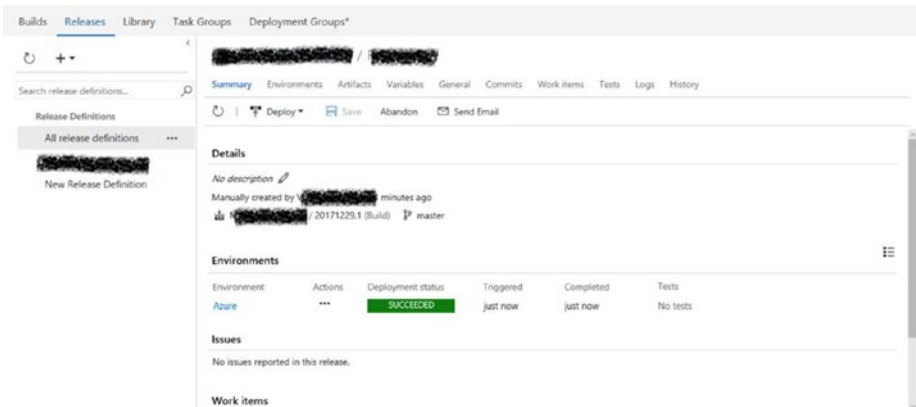 Builds Releases Library Task Groups Deployment Groups*
Search release definitions...
Release Definitions
All release definitions ...
New Release Definition
/
Summary Environments Artifacts Variables General Commits Work items Tests Logs History
Deploy Save Abandon Send Email
Details
No description
Manually created by minutes ago
/ 20171229.1 (Build) master
Environments
Environment Actions Deployment status Triggered Completed Tests
Azure ... SUCCEEDED just now just now No tests
Issues
No issues reported in this release.
Work items